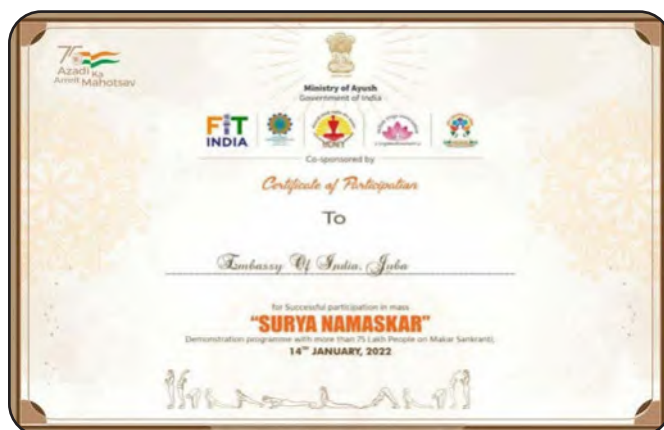 75
Azadi Ka
Amrit Mahotsav
Ministry of Ayush
Government of India
FIT
INDIA
Co-sponsored by
Certificate of Participation
To
Embassy Of India, Juba
for Successful participation in mass
"SURYA NAMASKAR"
Demonstration programme with more than 75 Lakh People on Makar Sankranti,
14TH JANUARY, 2022